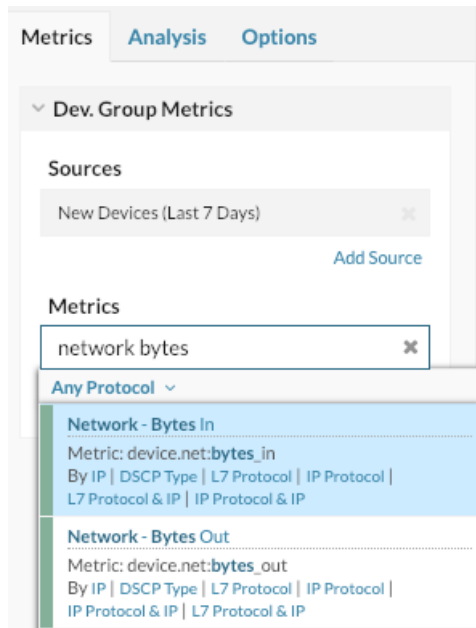 Metrics Analysis Options
Dev. Group Metrics
Sources
New Devices (Last 7 Days)
Add Source
Metrics
network bytes
Any Protocol
Network - Bytes In
Metric: device.net:bytes_in
By IP | DSCP Type | L7 Protocol | IP Protocol |
L7 Protocol & IP | IP Protocol & IP
Network - Bytes Out
Metric: device.net:bytes_out
By IP | DSCP Type | L7 Protocol | IP Protocol |
IP Protocol & IP | L7 Protocol & IP